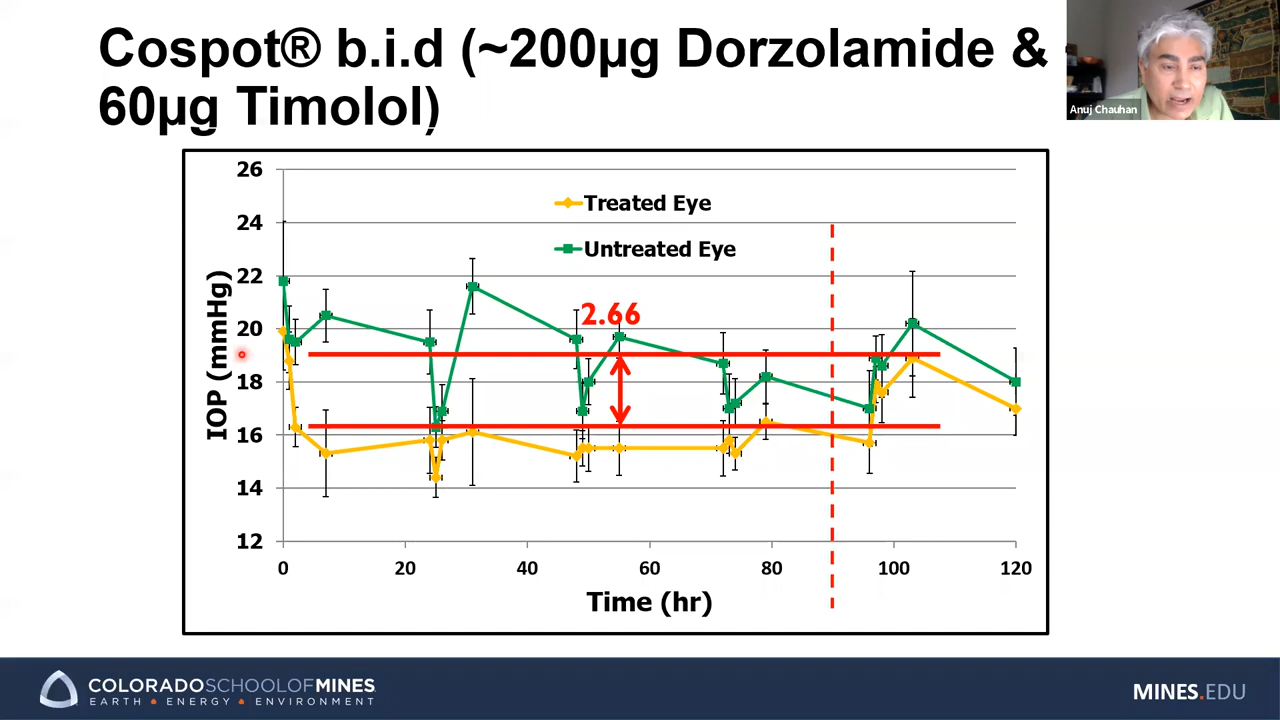 Cospot® b.i.d (~200µg Dorzolamide &
60µg Timolol)
Anuj Chauhan
26
24
22
20
18
16
14
12
IOP (mmHg)
Treated Eye
Untreated Eye
2.66
0 20 40 60 80 100 120
Time (hr)
COLORADOSCHOOLOFMINES
EARTH • ENERGY • ENVIRONMENT
MINES.EDU